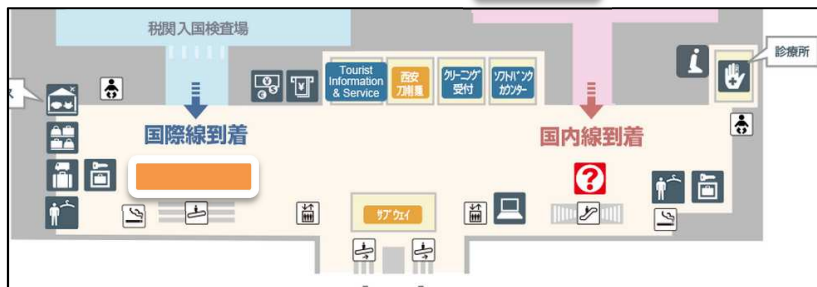 税関入国検査場
診療所
Tourist
Information
& Service
西安
刀削麺
クリーニング
受付
ソフトバンク
カウンター
国際線到着
国内線到着
?
サブウェイ